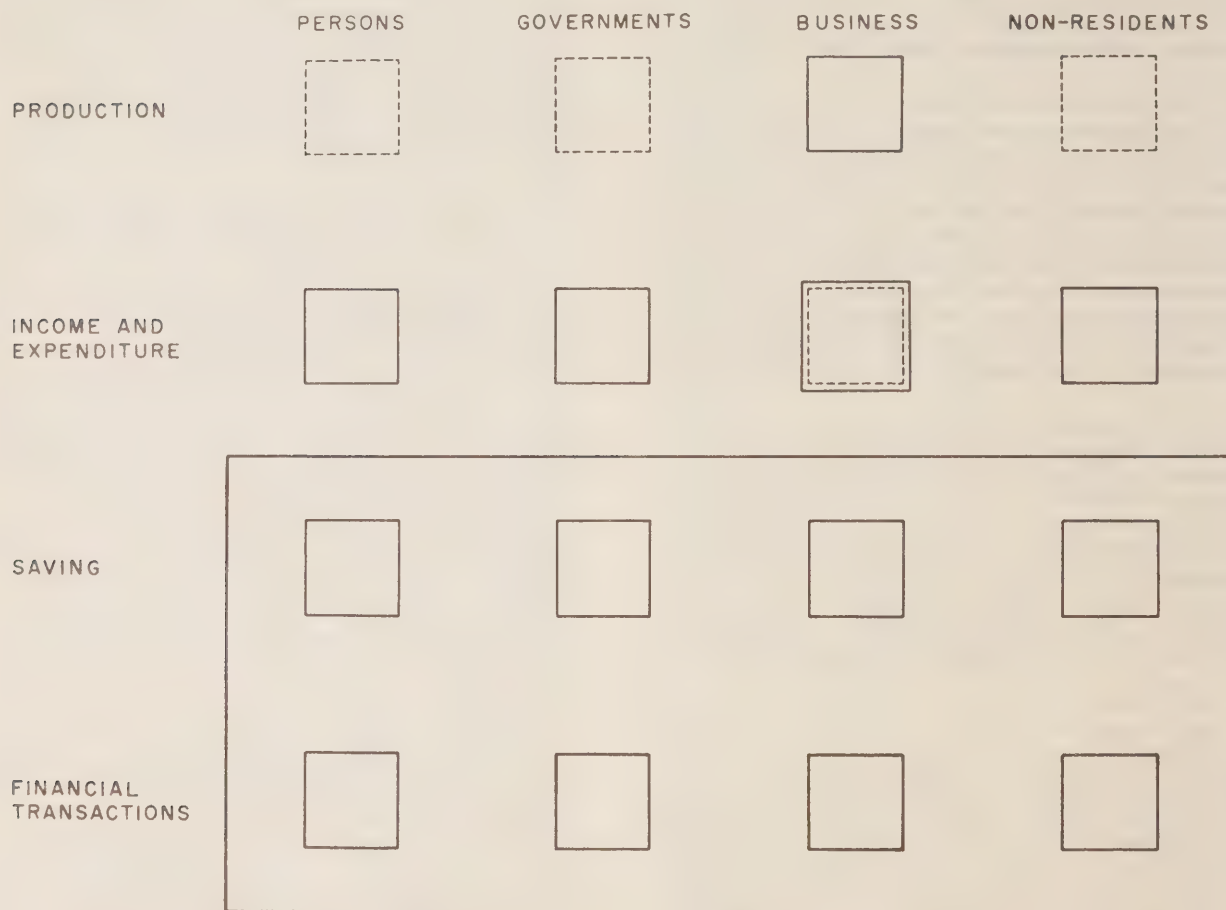 PERSONS GOVERNMENTS BUSINESS NON-RESIDENTS
PRODUCTION
INCOME AND
EXPENDITURE
SAVING
FINANCIAL
TRANSACTIONS